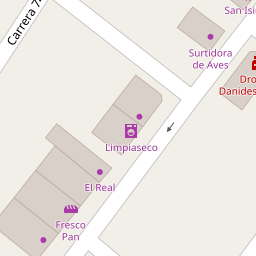 Carrera 7
San Isi
Surtidora
de Aves
Dro
Danides
Limpiaseco
El Real
Fresco
Pan